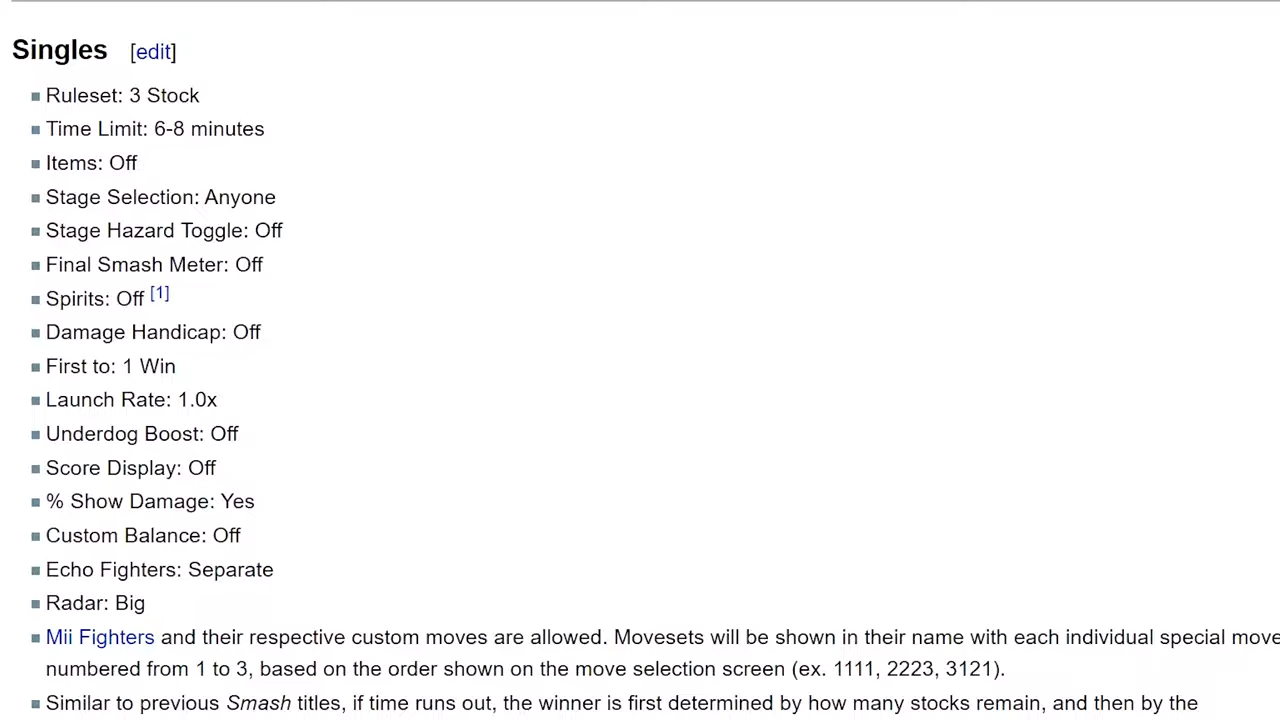 Singles [edit]
Ruleset: 3 Stock
Time Limit: 6-8 minutes
Items: Off
Stage Selection: Anyone
Stage Hazard Toggle: Off
Final Smash Meter: Off
Spirits: Off [1]
Damage Handicap: Off
First to: 1 Win
Launch Rate: 1.0x
Underdog Boost: Off
Score Display: Off
% Show Damage: Yes
Custom Balance: Off
Echo Fighters: Separate
Radar: Big
Mii Fighters and their respective custom moves are allowed. Movesets will be shown in their name with each individual special move
numbered from 1 to 3, based on the order shown on the move selection screen (ex. 1111, 2223, 3121).
Similar to previous Smash titles, if time runs out, the winner is first determined by how many stocks remain, and then by the